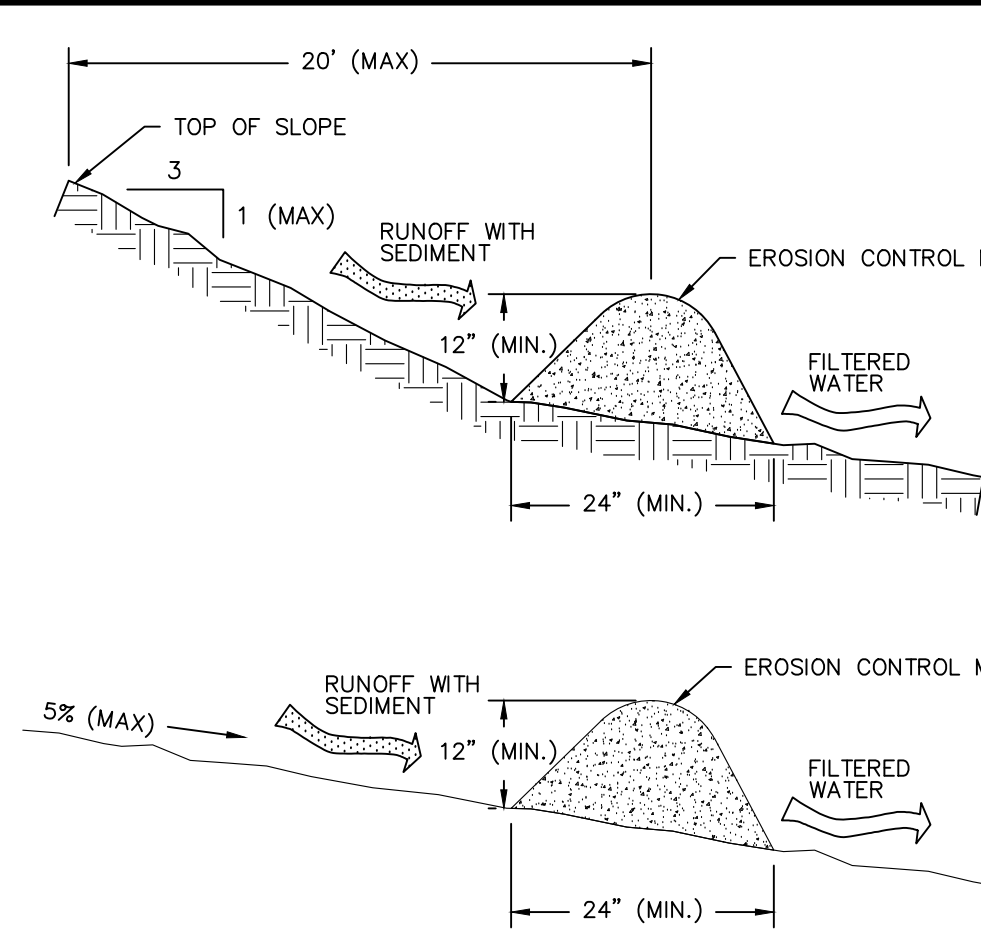 20' (MAX)
TOP OF SLOPE
3
1 (MAX)
RUNOFF WITH
SEDIMENT
EROSION CONTROL
12" (MIN.)
FILTERED
WATER
24" (MIN.)
EROSION CONTROL
RUNOFF WITH
SEDIMENT
5% (MAX)
12" (MIN.)
FILTERED
WATER
24" (MIN.)